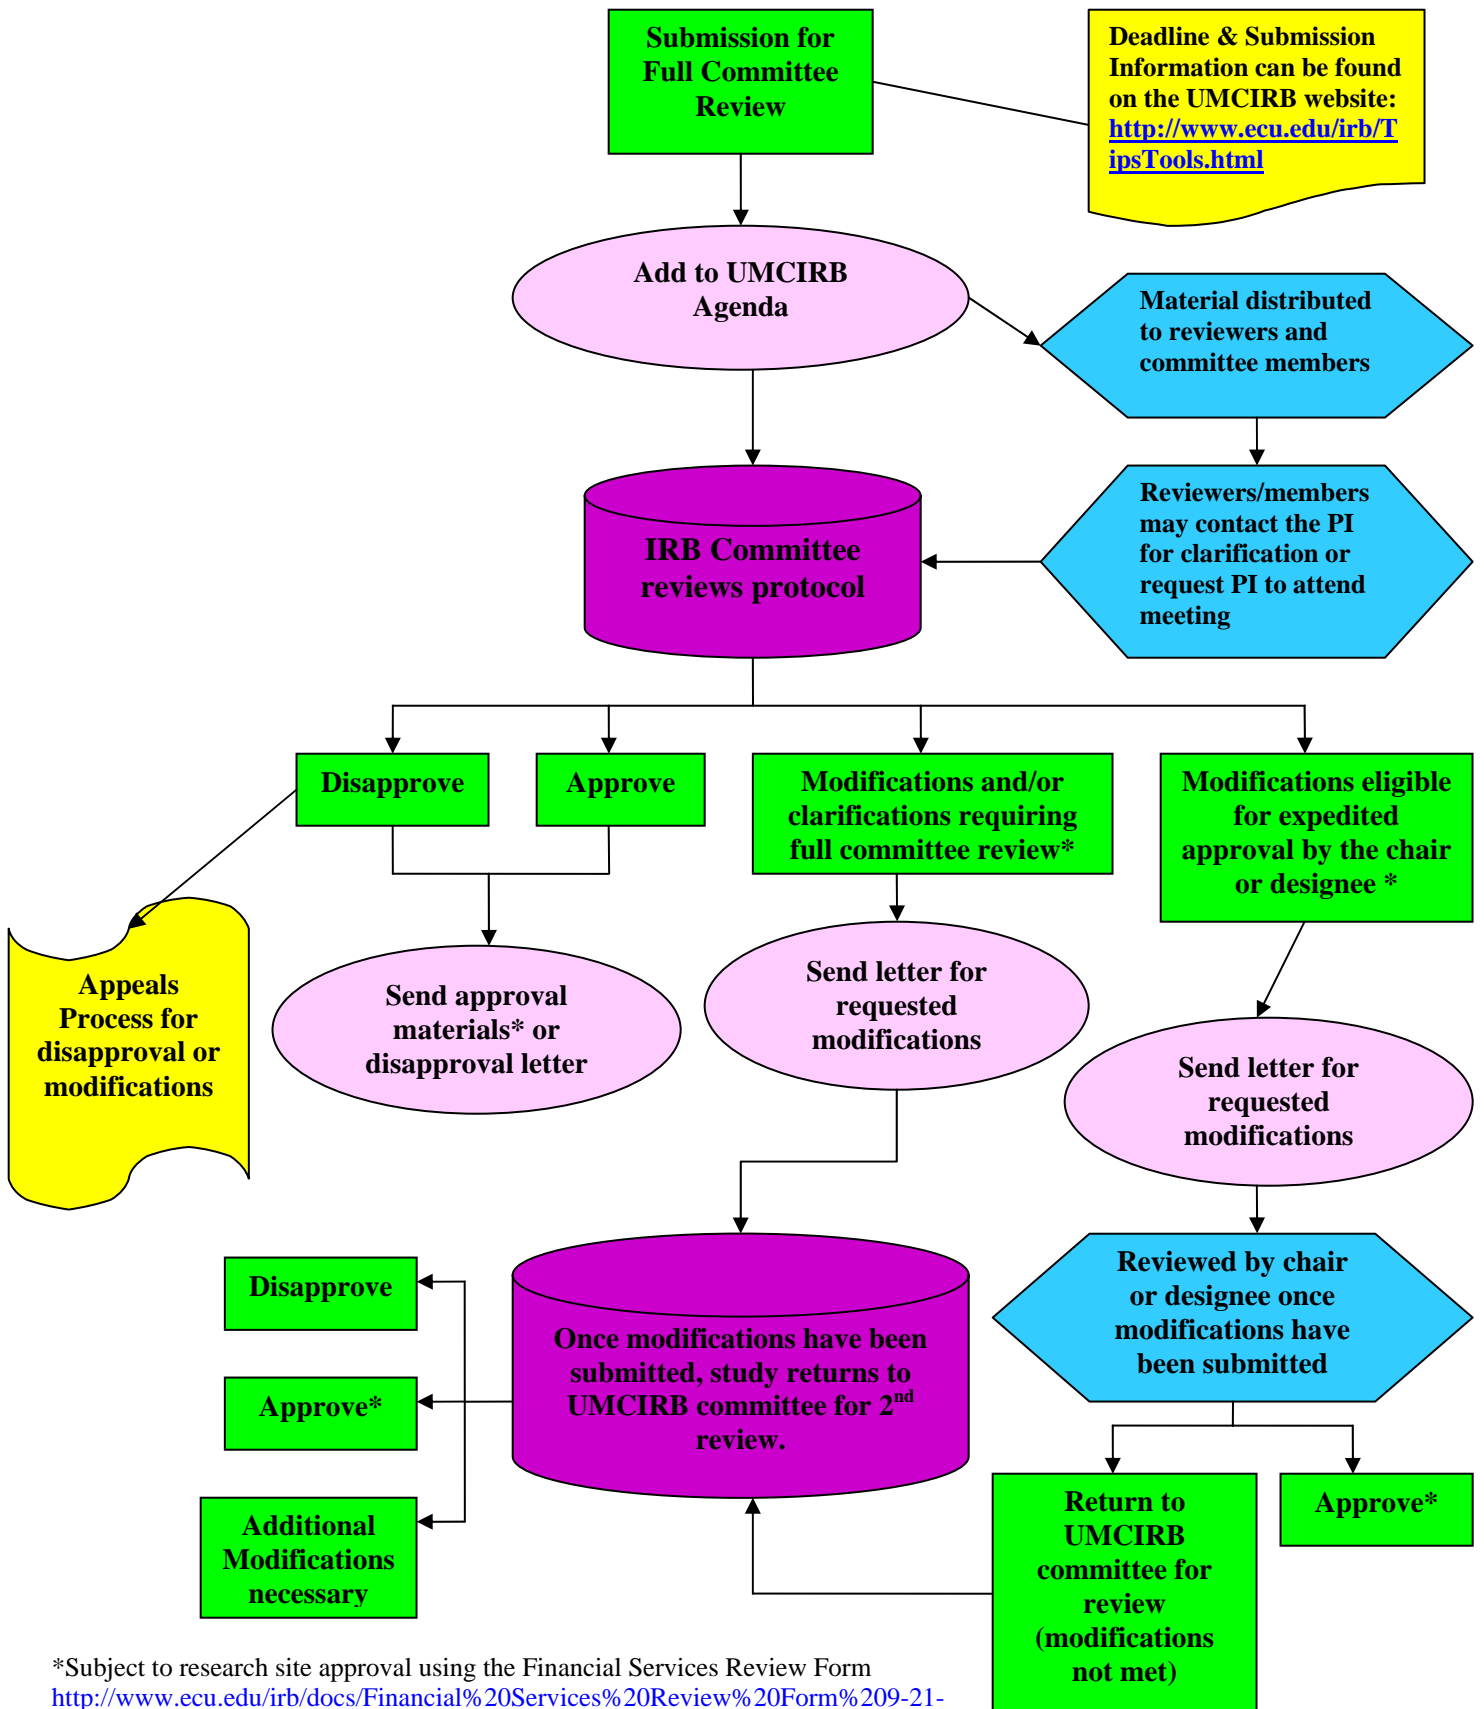 Submission for
Full Committee
Review
Deadline & Submission
Information can be found
on the UMCIRB website:
http://www.ecu.edu/irb/T
ipsTools.html
Add to UMCIRB
Agenda
Material distributed
to reviewers and
committee members
Reviewers/members
may contact the PI
for clarification or
request PI to attend
meeting
IRB Committee
reviews protocol
Disapprove
Approve
Modifications and/or
clarifications requiring
full committee review*
Modifications eligible
for expedited
approval by the chair
or designee *
Appeals
Process for
disapproval or
modifications
Send approval
materials* or
disapproval letter
Send letter for
requested
modifications
Send letter for
requested
modifications
Disapprove
Approve*
Additional
Modifications
necessary
Once modifications have been
submitted, study returns to
UMCIRB committee for 2nd
review.
Reviewed by chair
or designee once
modifications have
been submitted
Return to
UMCIRB
committee for
review
(modifications
not met)
Approve*
*Subject to research site approval using the Financial Services Review Form
http://www.ecu.edu/irb/docs/Financial%20Services%20Review%20Form%209-21-